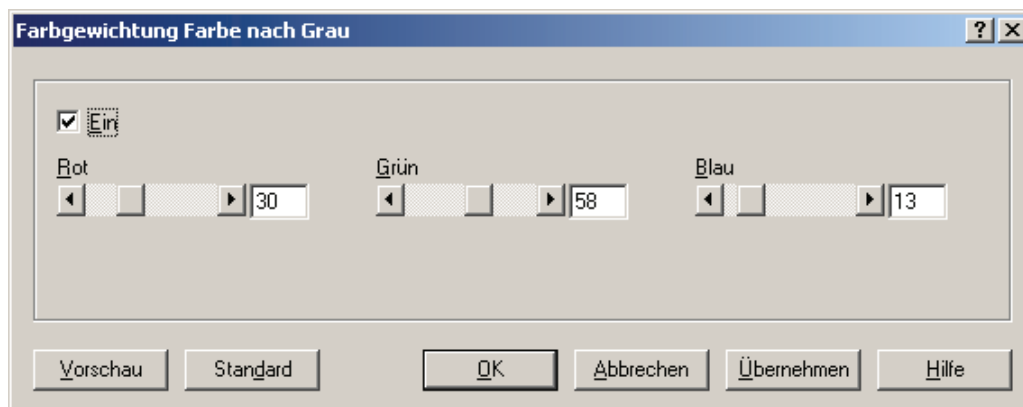 Farbgewichtung Farbe nach Grau
Ein
Rot Grün Blau
30 58 13
Vorschau Standard OK Abbrechen Übernehmen Hilfe